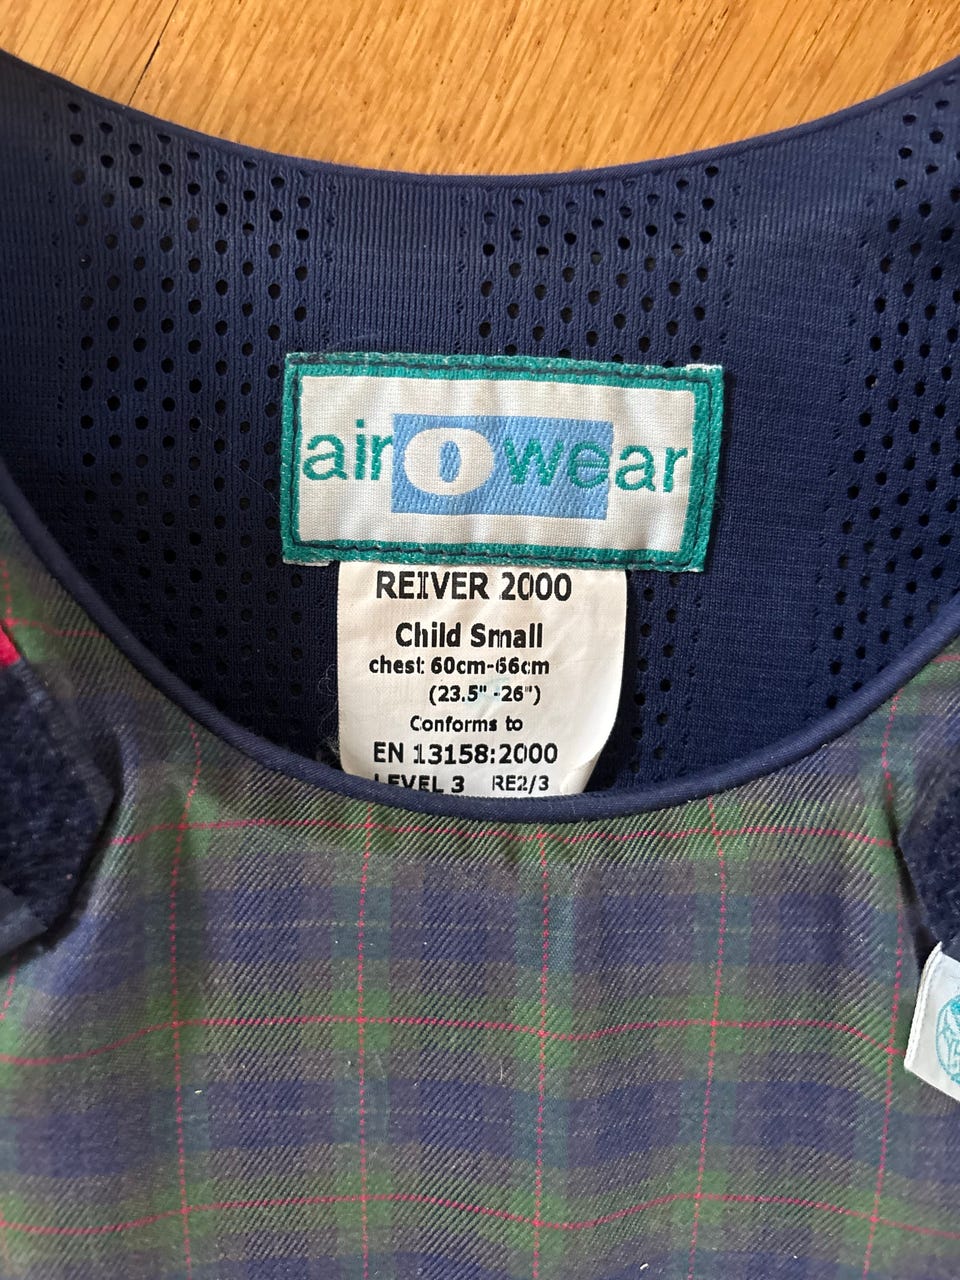 airowear
REIVER 2000
Child Small
chest: 60cm-66cm
(23.5" -26")
Conforms to
EN 13158:2000
LEVEL 3 RE2/3